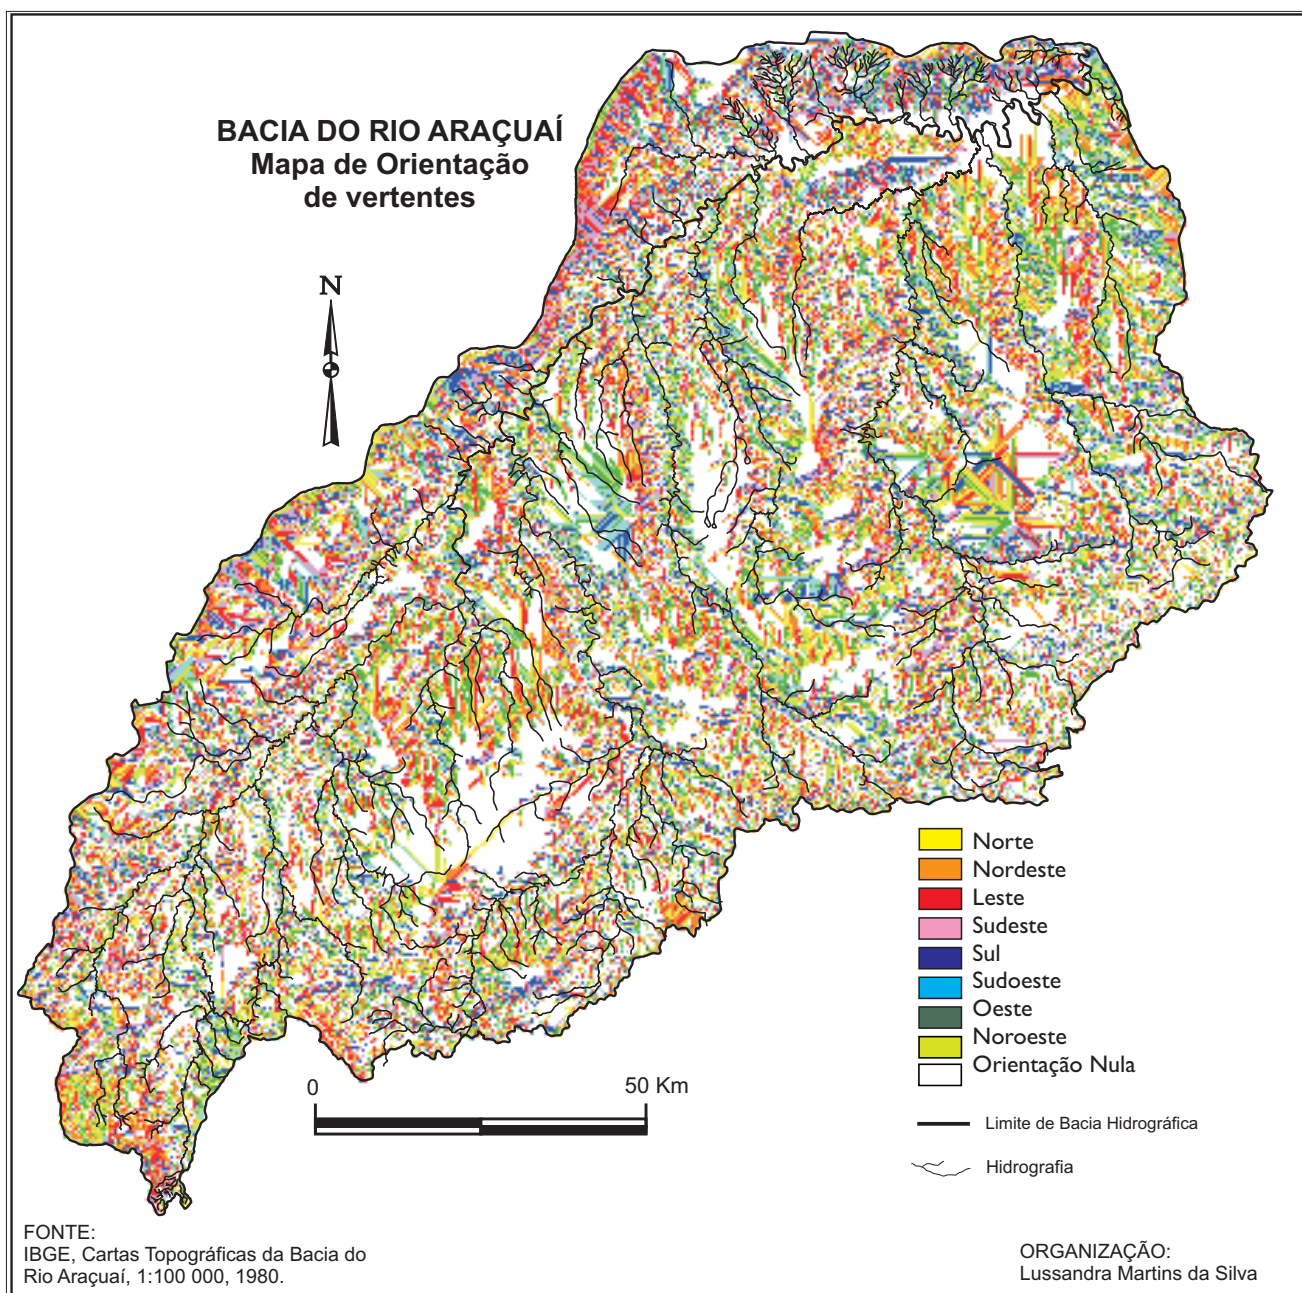 BACIA DO RIO ARAÇUAÍ
Mapa de Orientação
de vertentes
N
Norte
Nordeste
Leste
Sudeste
Sul
Sudoeste
Oeste
Noroeste
Orientação Nula
0
50 Km
Limite de Bacia Hidrográfica
Hidrografia
FONTE:
IBGE, Cartas Topográficas da Bacia do
Rio Araçuaí, 1:100 000, 1980.
ORGANIZAÇÃO:
Lussandra Martins da Silva